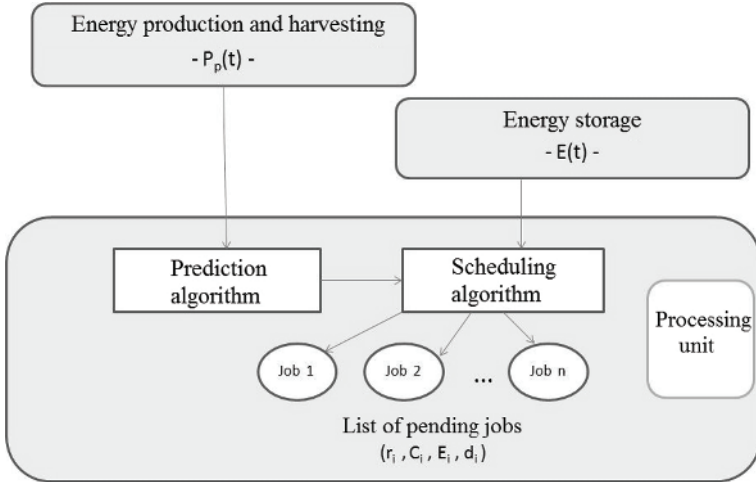 Energy production and harvesting
- Pp(t) -
Energy storage
- E(t) -
Prediction
algorithm
Scheduling
algorithm
Processing
unit
Job 1
Job 2
...
Job n
List of pending jobs
(ri , Ci , Ei , di)